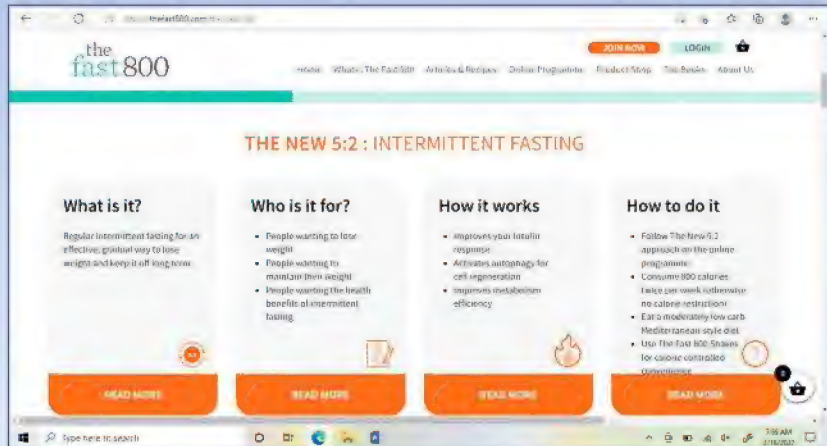 thefast800.com
the
fast800
JOIN NOW
LOGIN
Home What is The Fast 800 Articles & Recipes Online Programme Product Shop The Books About Us
THE NEW 5:2 : INTERMITTENT FASTING
What is it?
Regular intermittent fasting for an
effective, gradual way to lose
weight and keep it off long term
READ MORE
Who is it for?
• People wanting to lose
weight
• People wanting to
maintain their weight
• People wanting the health
benefits of intermittent
fasting
READ MORE
How it works
• Improves your insulin
response
• Activates autophagy for
cell regeneration
• Improves metabolism
efficiency
READ MORE
How to do it
• Follow The New 5:2
approach on the online
programme
• Consume 800 calories
twice per week (otherwise
no calorie restriction)
• Eat a moderately low carb
Mediterranean style diet
• Use The Fast 800 Shakes
for calorie controlled
convenience
READ MORE
0
Type here to search
AM